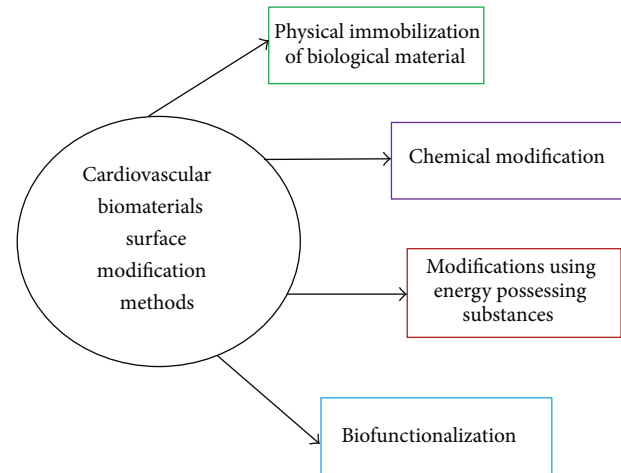 Physical immobilization
of biological material
Cardiovascular
biomaterials
surface
modification
methods
Chemical modification
Modifications using
energy possessing
substances
Biofunctionalization